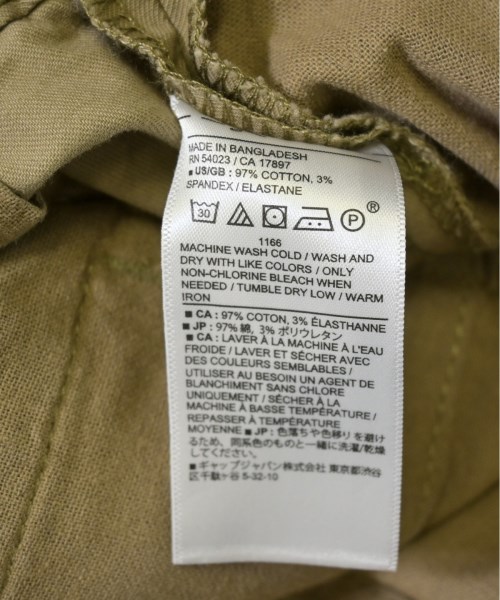 MADE IN BANGLADESH
RN 54023 / CA 17897
■ US/GB : 97% COTTON, 3%
SPANDEX / ELASTANE
30 P ®
1166
MACHINE WASH COLD / WASH AND
DRY WITH LIKE COLORS / ONLY
NON-CHLORINE BLEACH WHEN
NEEDED / TUMBLE DRY LOW / WARM
IRON
■ CA : 97% COTON, 3% ÉLASTHANNE
■ JP : 97% 綿, 3% ポリウレタン
■ CA : LAVER À LA MACHINE À L'EAU
FROIDE / LAVER ET SÉCHER AVEC
DES COULEURS SEMBLABLES /
UTILISER AU BESOIN UN AGENT DE
BLANCHIMENT SANS CHLORE
UNIQUEMENT / SÉCHER À LA
MACHINE À BASSE TEMPÉRATURE /
REPASSER À TEMPÉRATURE
MOYENNE ■ JP : 色落ちや色移りを避け
るため、同系色のものと一緒に洗濯/乾燥
してください。
■ ギャップジャパン株式会社 東京都渋谷
区千駄ヶ谷 5-32-10